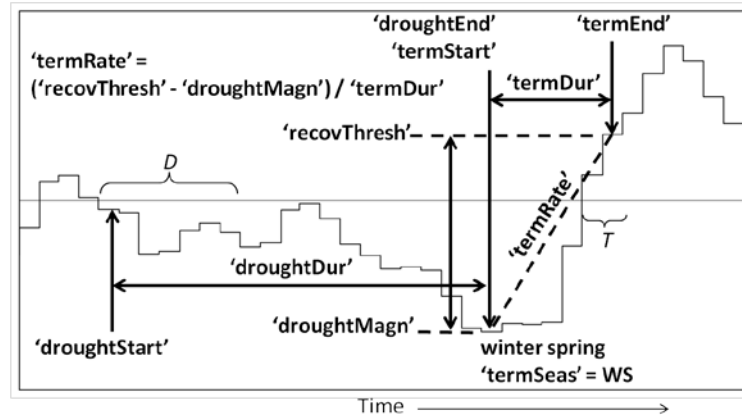 ‘droughtEnd’
‘termStart’
‘termEnd’
‘termRate’ =
(‘recovThresh’ - ‘droughtMagn’) / ‘termDur’
‘termDur’
‘recovThresh’
D
‘termRate’
T
‘droughtDur’
‘droughtMagn’
‘droughtStart’
winter spring
‘termSeas’ = WS
Time